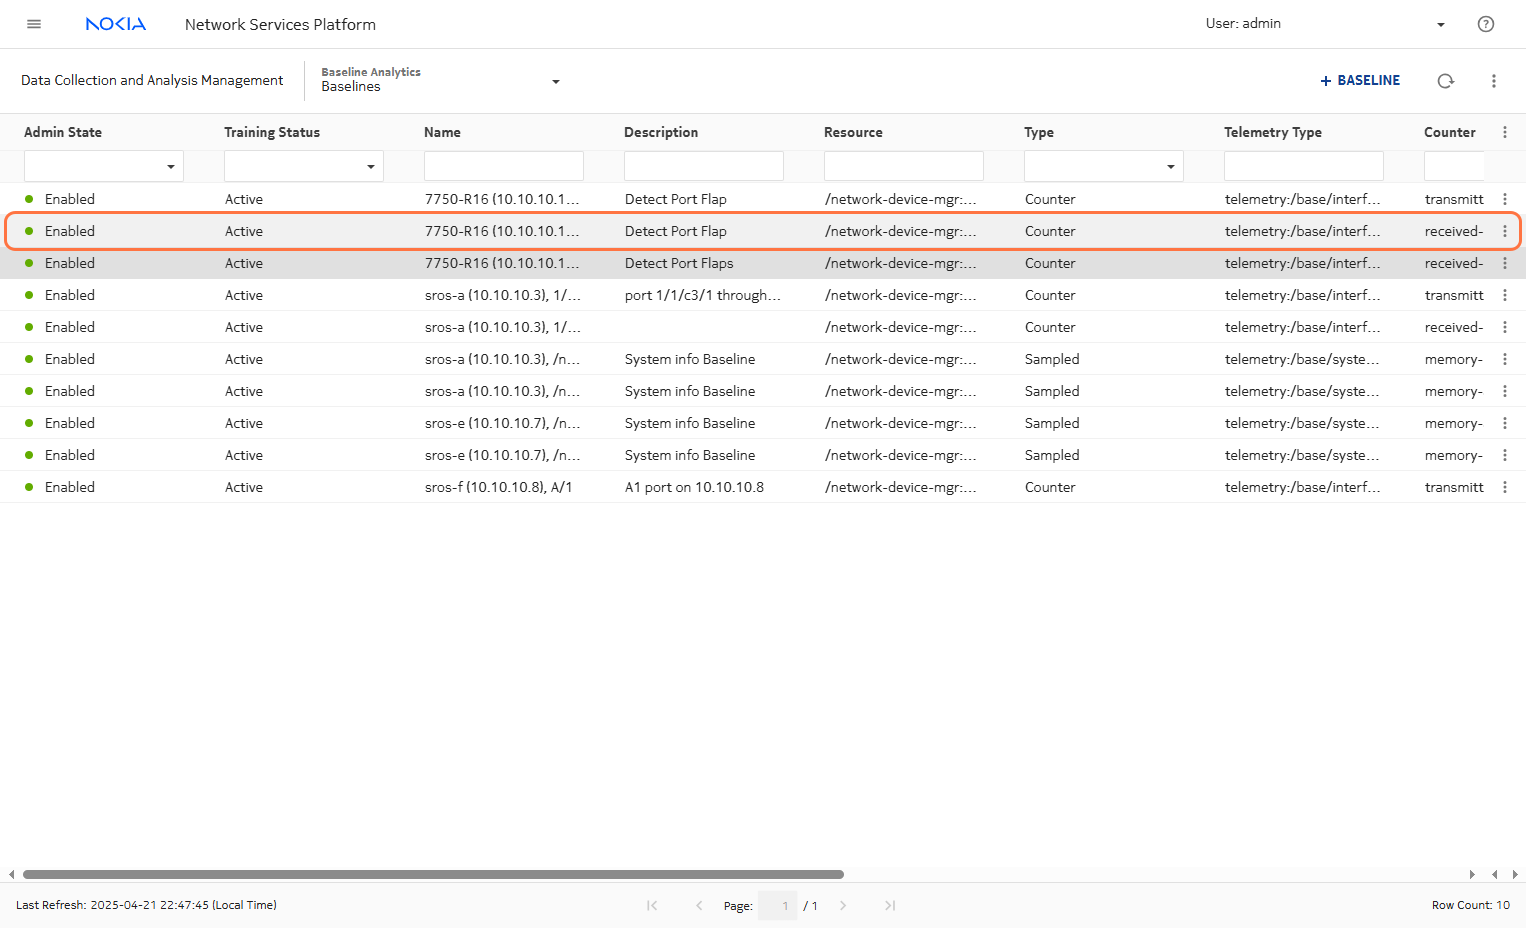 NOKIA Network Services Platform User: admin
Data Collection and Analysis Management Baseline Analytics Baselines + BASELINE
Admin State Training Status Name Description Resource Type Telemetry Type Counter
Enabled Active 7750-R16 (10.10.10.1... Detect Port Flap /network-device-mgr:... Counter telemetry:/base/interf... transmitt
Enabled Active 7750-R16 (10.10.10.1... Detect Port Flap /network-device-mgr:... Counter telemetry:/base/interf... received-
Enabled Active 7750-R16 (10.10.10.1... Detect Port Flaps /network-device-mgr:... Counter telemetry:/base/interf... received-
Enabled Active sros-a (10.10.10.3), 1/... port 1/1/c3/1 through... /network-device-mgr:... Counter telemetry:/base/interf... transmitt
Enabled Active sros-a (10.10.10.3), 1/... /network-device-mgr:... Counter telemetry:/base/interf... received-
Enabled Active sros-a (10.10.10.3), /n... System info Baseline /network-device-mgr:... Sampled telemetry:/base/syste... memory-
Enabled Active sros-a (10.10.10.3), /n... System info Baseline /network-device-mgr:... Sampled telemetry:/base/syste... memory-
Enabled Active sros-e (10.10.10.7), /n... System info Baseline /network-device-mgr:... Sampled telemetry:/base/syste... memory-
Enabled Active sros-e (10.10.10.7), /n... System info Baseline /network-device-mgr:... Sampled telemetry:/base/syste... memory-
Enabled Active sros-f (10.10.10.8), A/1 A1 port on 10.10.10.8 /network-device-mgr:... Counter telemetry:/base/interf... transmitt
Last Refresh: 2025-04-21 22:47:45 (Local Time) Page: 1 / 1 Row Count: 10